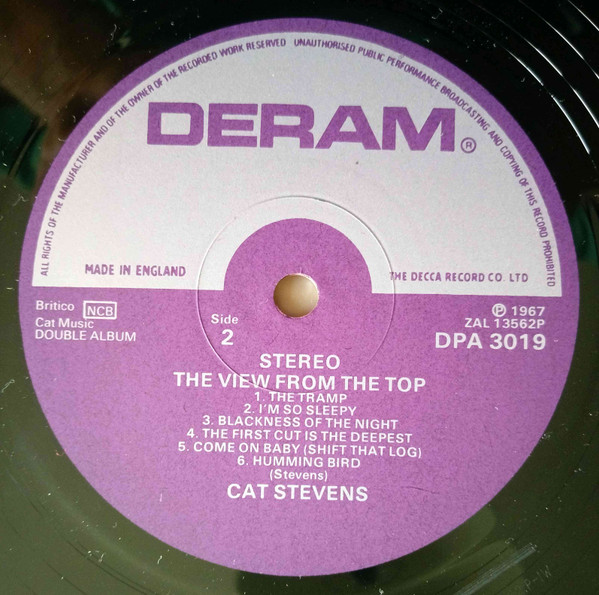 ALL RIGHTS OF THE MANUFACTURER AND OF THE OWNER OF THE RECORDED WORK RESERVED UNAUTHORISED PUBLIC PERFORMANCE BROADCASTING AND COPYING OF THIS RECORD PROHIBITED
DERAM®
MADE IN ENGLAND
THE DECCA RECORD CO. LTD
Britico NCB
Cat Music
DOUBLE ALBUM
Side
2
℗ 1967
ZAL 13562P
DPA 3019
STEREO
THE VIEW FROM THE TOP
1. THE TRAMP
2. I'M SO SLEEPY
3. BLACKNESS OF THE NIGHT
4. THE FIRST CUT IS THE DEEPEST
5. COME ON BABY (SHIFT THAT LOG)
6. HUMMING BIRD
(Stevens)
CAT STEVENS